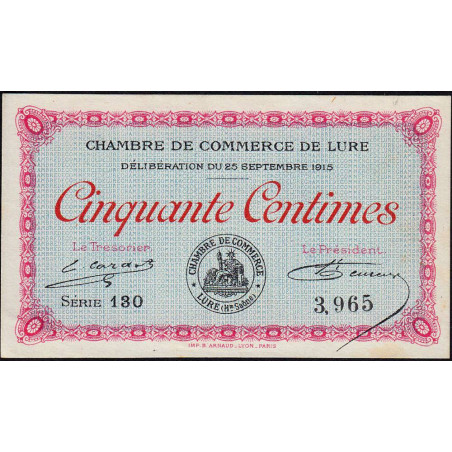 CHAMBRE DE COMMERCE DE LURE
DÉLIBÉRATION DU 25 SEPTEMBRE 1915
Cinquante Centimes
Le Trésorier
CHAMBRE DE COMMERCE
LURE (Hte Saône)
Le Président
SÉRIE 130
3,965
IMP. B. ARNAUD, LYON-PARIS